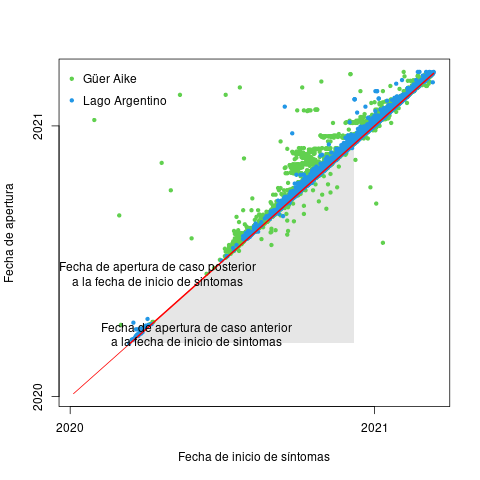 Güer Aike
Lago Argentino
2021
Fecha de apertura
Fecha de apertura de caso posterior
a la fecha de inicio de síntomas
Fecha de apertura de caso anterior
a la fecha de inicio de síntomas
2020
2020
2021
Fecha de inicio de síntomas